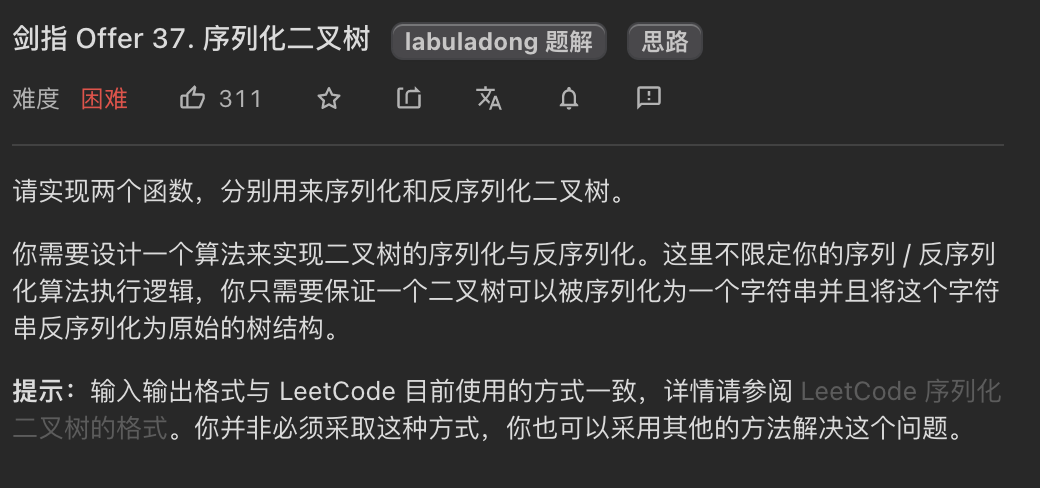 剑指 Offer 37. 序列化二叉树 labuladong 题解 思路
难度 困难 311
请实现两个函数，分别用来序列化和反序列化二叉树。
你需要设计一个算法来实现二叉树的序列化与反序列化。这里不限定你的序列 / 反序列
化算法执行逻辑，你只需要保证一个二叉树可以被序列化为一个字符串并且将这个字符
串反序列化为原始的树结构。
提示：输入输出格式与 LeetCode 目前使用的方式一致，详情请参阅 LeetCode 序列化
二叉树的格式。你并非必须采取这种方式，你也可以采用其他的方法解决这个问题。